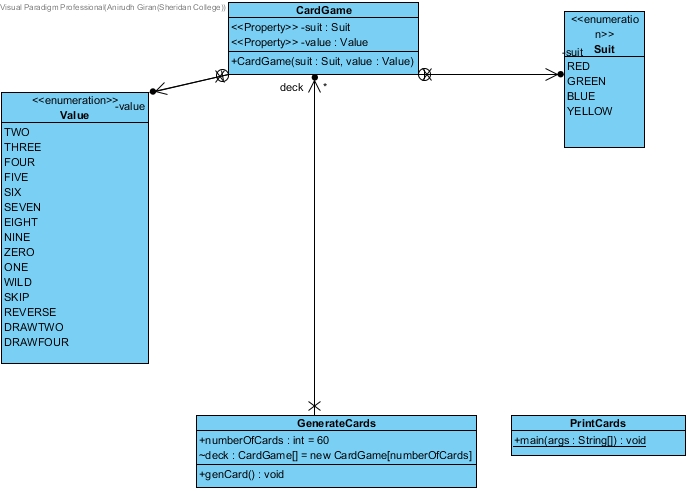 Visual Paradigm Professional(Anirudh Giran(Sheridan College))
CardGame
<<Property>> -suit : Suit
<<Property>> -value : Value
+CardGame(suit : Suit, value : Value)
<<enumeratio
n>>
Suit
-suit
RED
GREEN
BLUE
YELLOW
deck
*
<<enumeration>>
Value
-value
TWO
THREE
FOUR
FIVE
SIX
SEVEN
EIGHT
NINE
ZERO
ONE
WILD
SKIP
REVERSE
DRAWTWO
DRAWFOUR
GenerateCards
+numberOfCards : int = 60
~deck : CardGame[] = new CardGame[numberOfCards]
+genCard() : void
PrintCards
+main(args : String[]) : void